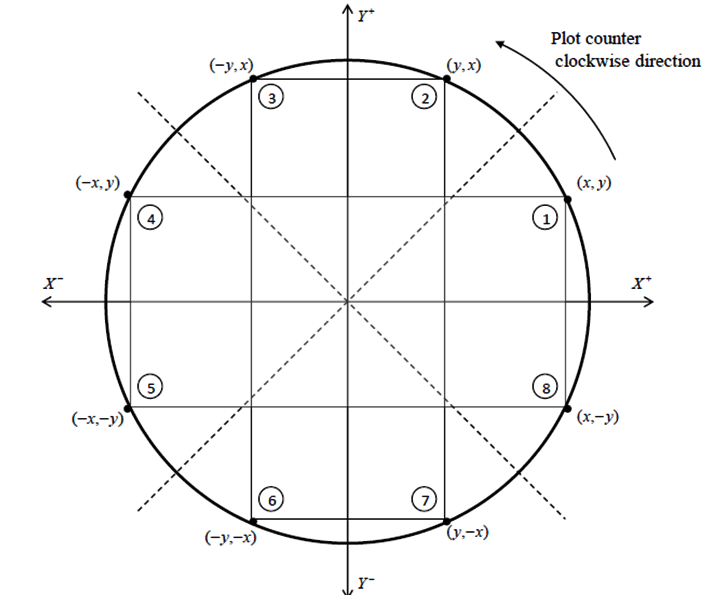 Y⁺
Plot counter
clockwise direction
(−y, x)
(y, x)
3
2
(−x, y)
(x, y)
4
1
X⁻
X⁺
5
8
(−x,−y)
(x,−y)
6
7
(−y,−x)
(y,−x)
Y⁻